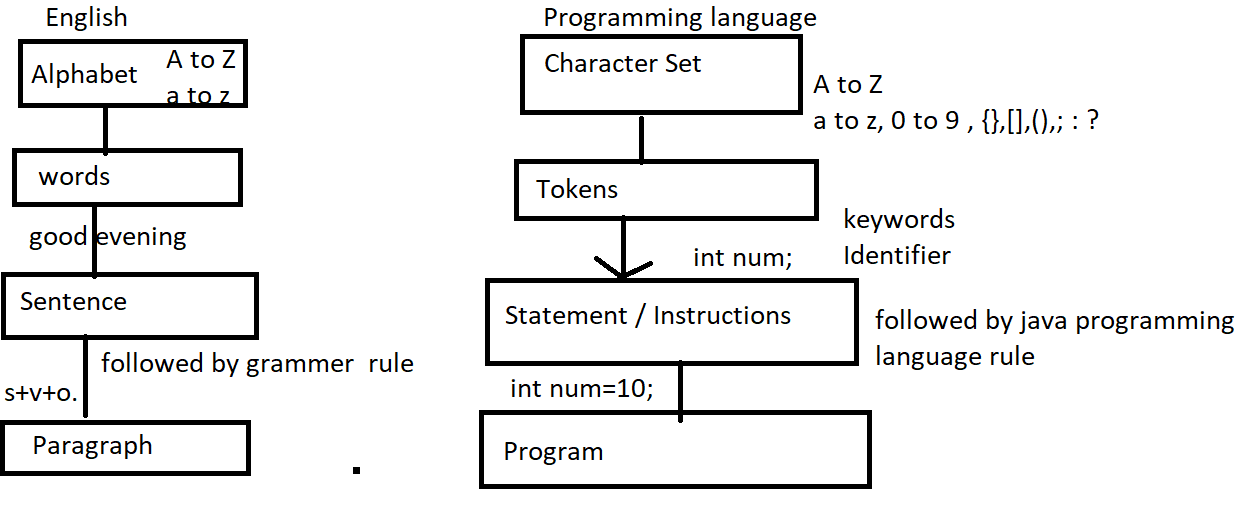 English
Alphabet
A to Z
a to z
words
good evening
Sentence
followed by grammer rule
s+v+o.
Paragraph
Programming language
Character Set
A to Z
a to z, 0 to 9 , {},[],(),; : ?
Tokens
keywords
Identifier
int num;
Statement / Instructions
followed by java programming
language rule
int num=10;
Program